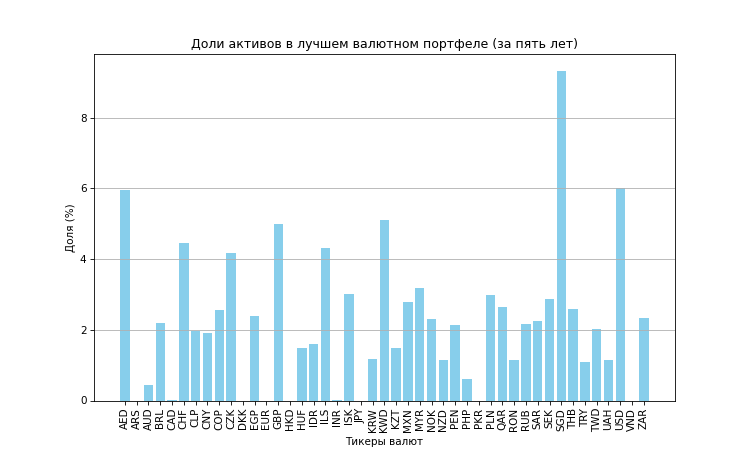 Доли активов в лучшем валютном портфеле (за пять лет)
Доля (%)
8
6
4
2
0
AED ARS AUD BRL CAD CHF CLP CNY COP CZK DKK EGP EUR GBP HKD HUF IDR ILS INR ISK JPY KRW KWD KZT MXN MYR NOK NZD PEN PHP PKR PLN QAR RON RUB SAR SEK SGD THB TRY TWD UAH USD VND ZAR
Тикеры валют